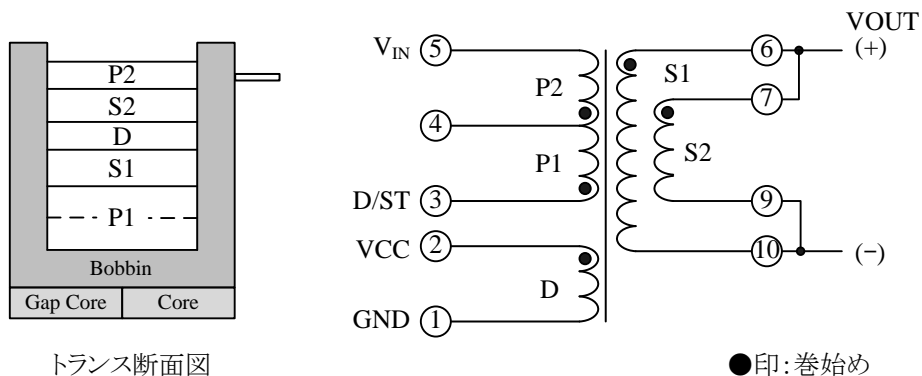 P2
S2
D
S1
P1
Bobbin
Gap Core
Core
トランス断面図
VIN
5
4
D/ST
3
VCC
2
GND
1
P2
P1
D
S1
S2
6
7
9
10
VOUT
(+)
(−)
●印:巻始め